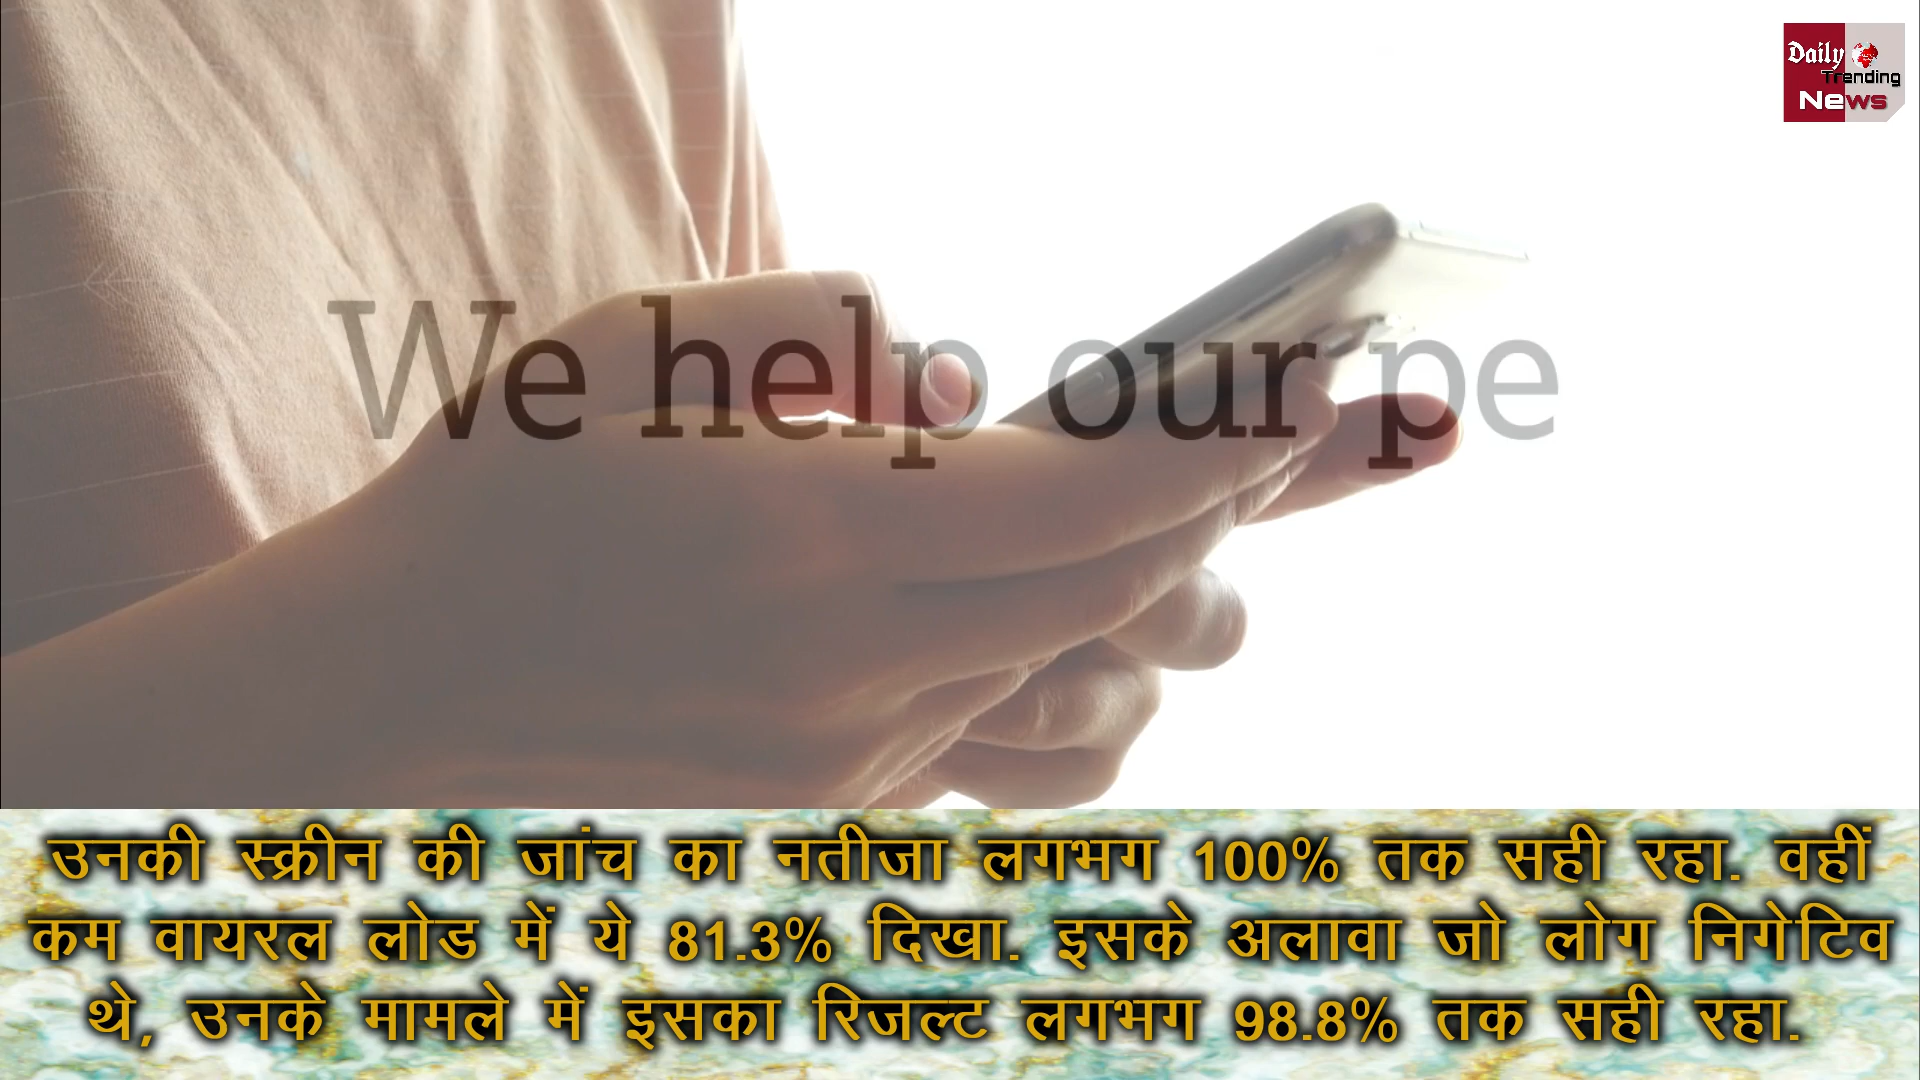 Daily
Trending
News
We help our pe
उनकी स्क्रीन की जांच का नतीजा लगभग 100% तक सही रहा. वहीं
कम वायरल लोड में ये 81.3% दिखा. इसके अलावा जो लोग निगेटिव
थे, उनके मामले में इसका रिजल्ट लगभग 98.8% तक सही रहा.